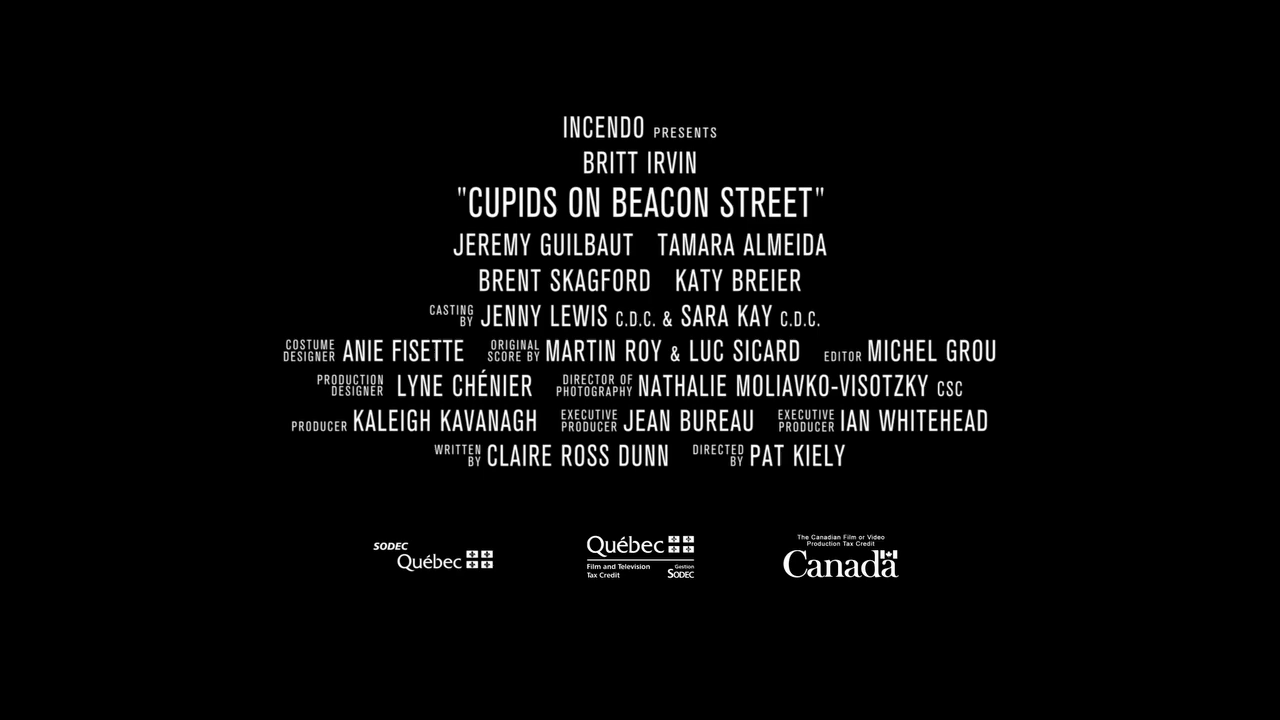 INCENDO PRESENTS
BRITT IRVIN
"CUPIDS ON BEACON STREET"
JEREMY GUILBAUT TAMARA ALMEIDA
BRENT SKAGFORD KATY BREIER
CASTING BY JENNY LEWIS C.D.C. & SARA KAY C.D.C.
COSTUME DESIGNER ANIE FISETTE ORIGINAL SCORE BY MARTIN ROY & LUC SICARD EDITOR MICHEL GROU
PRODUCTION DESIGNER LYNE CHÉNIER DIRECTOR OF PHOTOGRAPHY NATHALIE MOLIAVKO-VISOTZKY CSC
PRODUCER KALEIGH KAVANAGH EXECUTIVE PRODUCER JEAN BUREAU EXECUTIVE PRODUCER IAN WHITEHEAD
WRITTEN BY CLAIRE ROSS DUNN DIRECTED BY PAT KIELY
SODEC
Québec
Québec
Film and Television
Tax Credit
Gestion
SODEC
The Canadian Film or Video
Production Tax Credit
Canada